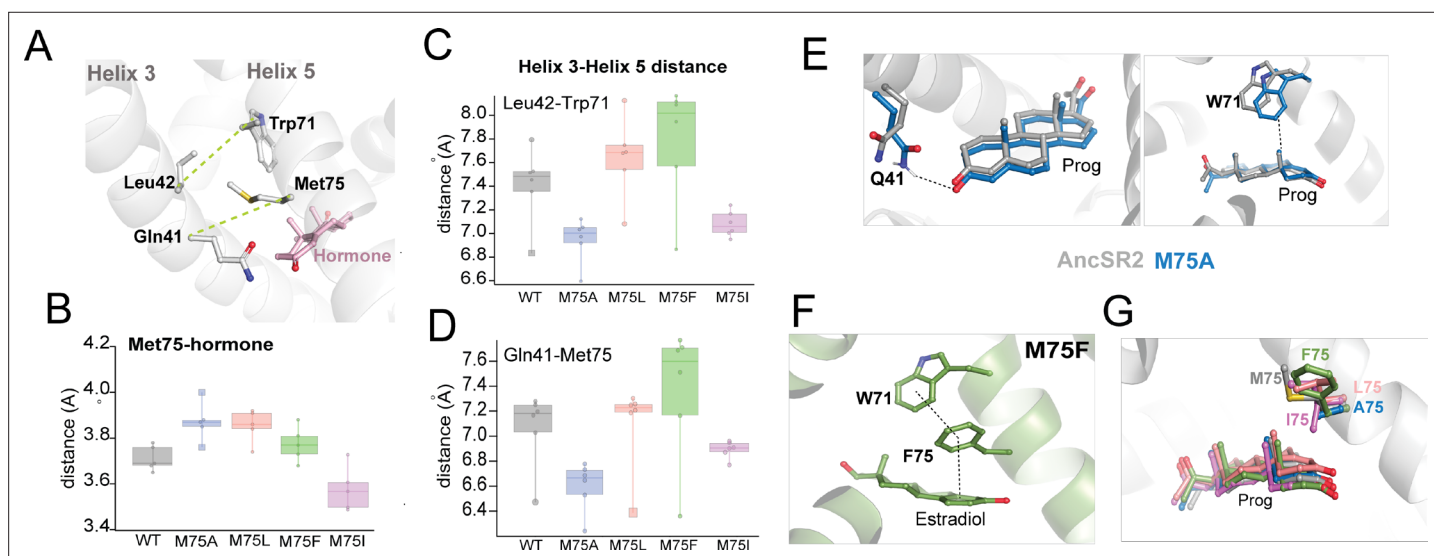 A
Helix 3
Helix 5
Trp71
Leu42
Met75
Gln41
Hormone
B
Met75-hormone
distance (Å)
4.2
4.0
3.8
3.6
3.4
WT
M75A
M75L
M75F
M75I
C
Helix 3-Helix 5 distance
Leu42-Trp71
distance (Å)
8.0
7.6
7.4
7.2
7.0
6.8
6.6
WT
M75A
M75L
M75F
M75I
D
Gln41-Met75
distance (Å)
7.6
7.4
7.2
7.0
6.8
6.6
6.4
WT
M75A
M75L
M75F
M75I
E
Q41
Prog
W71
Prog
AncSR2 M75A
F
M75F
W71
F75
Estradiol
G
F75
M75
L75
I75
A75
Prog